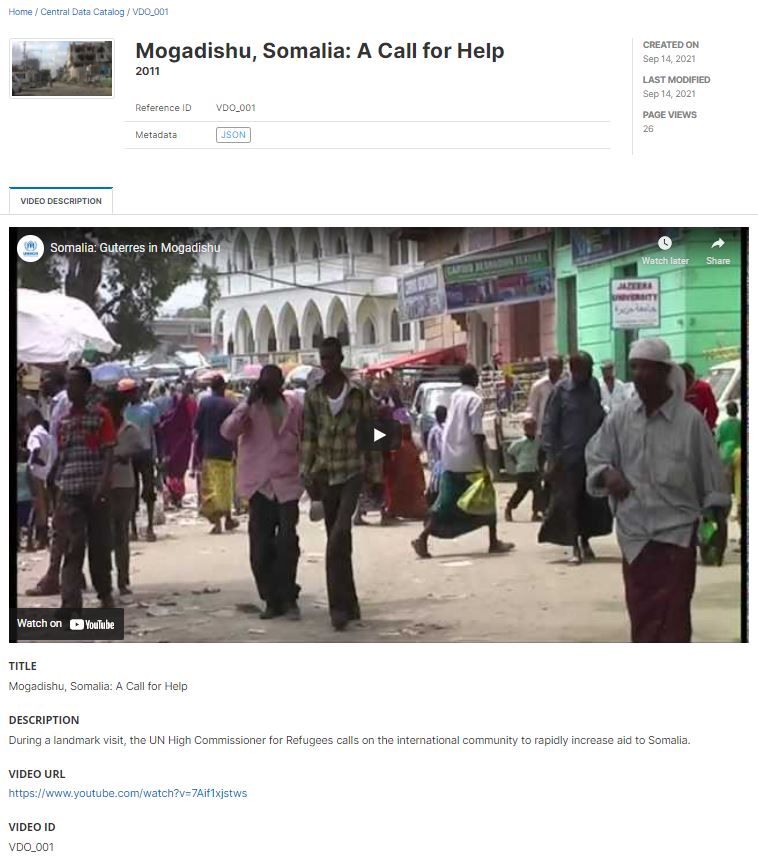 Home / Central Data Catalog / VDO_001
Mogadishu, Somalia: A Call for Help
2011
Reference ID VDO_001
Metadata JSON
CREATED ON
Sep 14, 2021
LAST MODIFIED
Sep 14, 2021
PAGE VIEWS
26
VIDEO DESCRIPTION
UNHCR
Somalia: Guterres in Mogadishu
Watch later
Share
JAZEERA
UNIVERSITY
Watch on YouTube
TITLE
Mogadishu, Somalia: A Call for Help
DESCRIPTION
During a landmark visit, the UN High Commissioner for Refugees calls on the international community to rapidly increase aid to Somalia.
VIDEO URL
https://www.youtube.com/watch?v=7Aif1xjstws
VIDEO ID
VDO_001